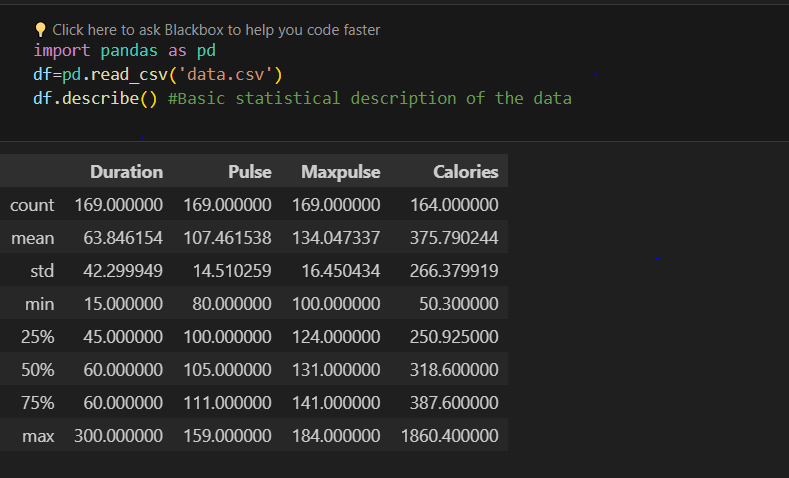 💡 Click here to ask Blackbox to help you code faster
import pandas as pd
df=pd.read_csv('data.csv')
df.describe() #Basic statistical description of the data
Duration Pulse Maxpulse Calories
count 169.000000 169.000000 169.000000 164.000000
mean 63.846154 107.461538 134.047337 375.790244
std 42.299949 14.510259 16.450434 266.379919
min 15.000000 80.000000 100.000000 50.300000
25% 45.000000 100.000000 124.000000 250.925000
50% 60.000000 105.000000 131.000000 318.600000
75% 60.000000 111.000000 141.000000 387.600000
max 300.000000 159.000000 184.000000 1860.400000